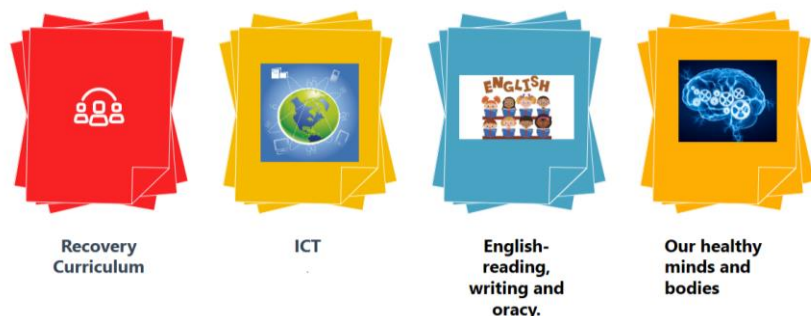 ENGLISH
Recovery
Curriculum
ICT
.
English-
reading,
writing and
oracy.
Our healthy
minds and
bodies